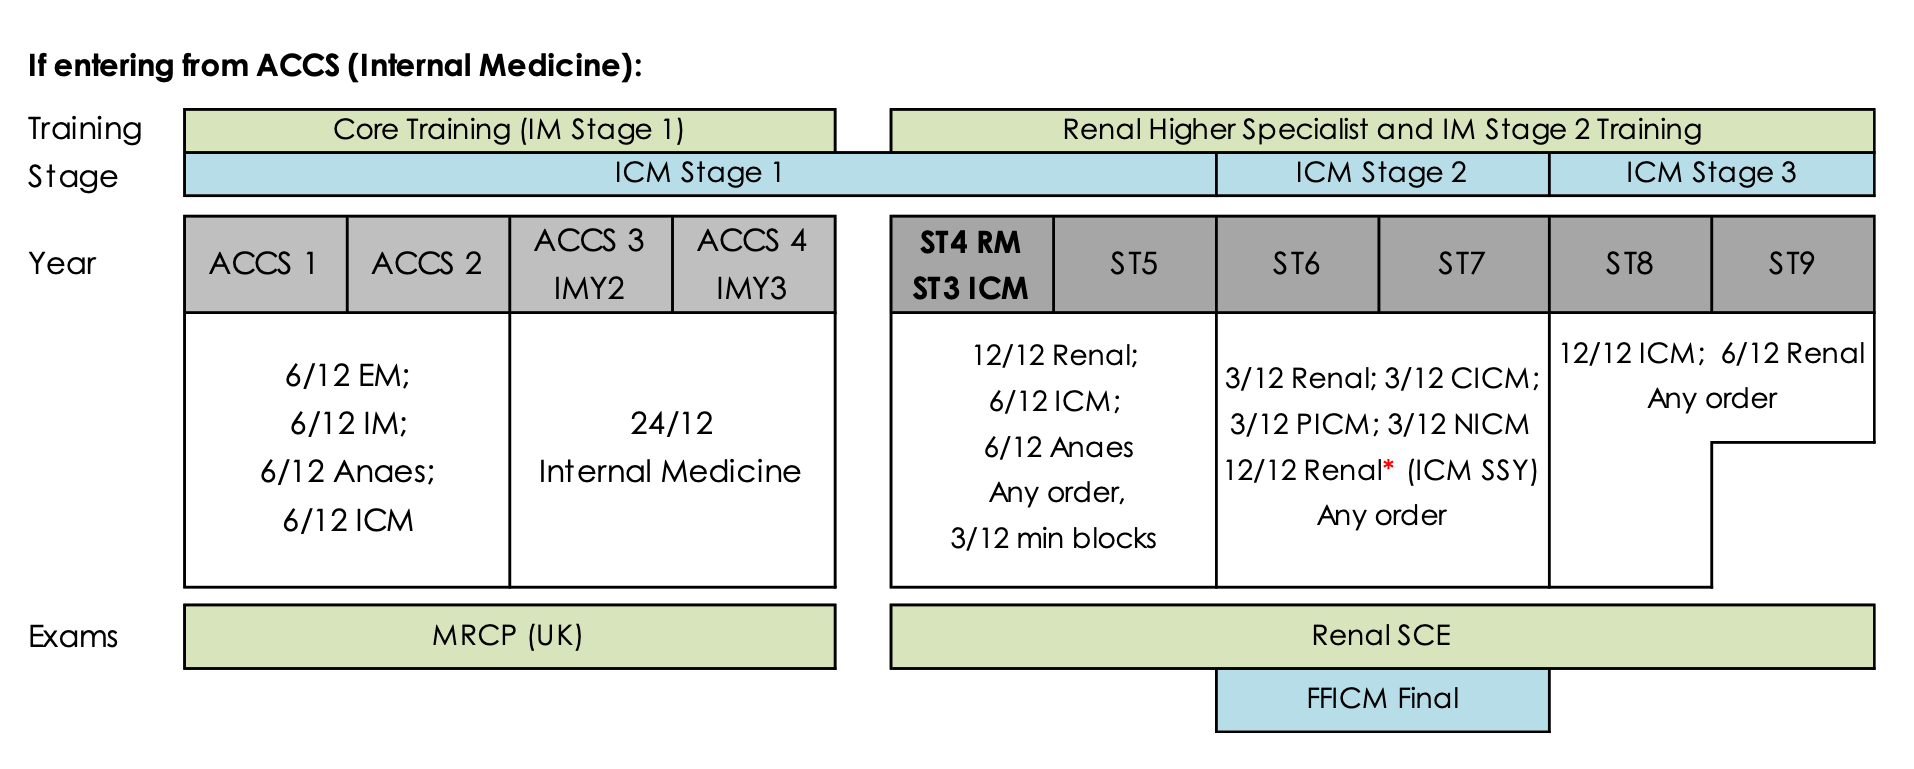 If entering from ACCS (Internal Medicine):
Training
Stage
Core Training (IM Stage 1)
Renal Higher Specialist and IM Stage 2 Training
ICM Stage 1
ICM Stage 2
ICM Stage 3
Year
ACCS 1
ACCS 2
ACCS 3
IMY2
ACCS 4
IMY3
ST4 RM
ST3 ICM
ST5
ST6
ST7
ST8
ST9
6/12 EM;
6/12 IM;
6/12 Anaes;
6/12 ICM
24/12
Internal Medicine
12/12 Renal;
6/12 ICM;
6/12 Anaes
Any order,
3/12 min blocks
3/12 Renal; 3/12 CICM;
3/12 PICM; 3/12 NICM
12/12 Renal* (ICM SSY)
Any order
12/12 ICM; 6/12 Renal
Any order
Exams
MRCP (UK)
Renal SCE
FFICM Final